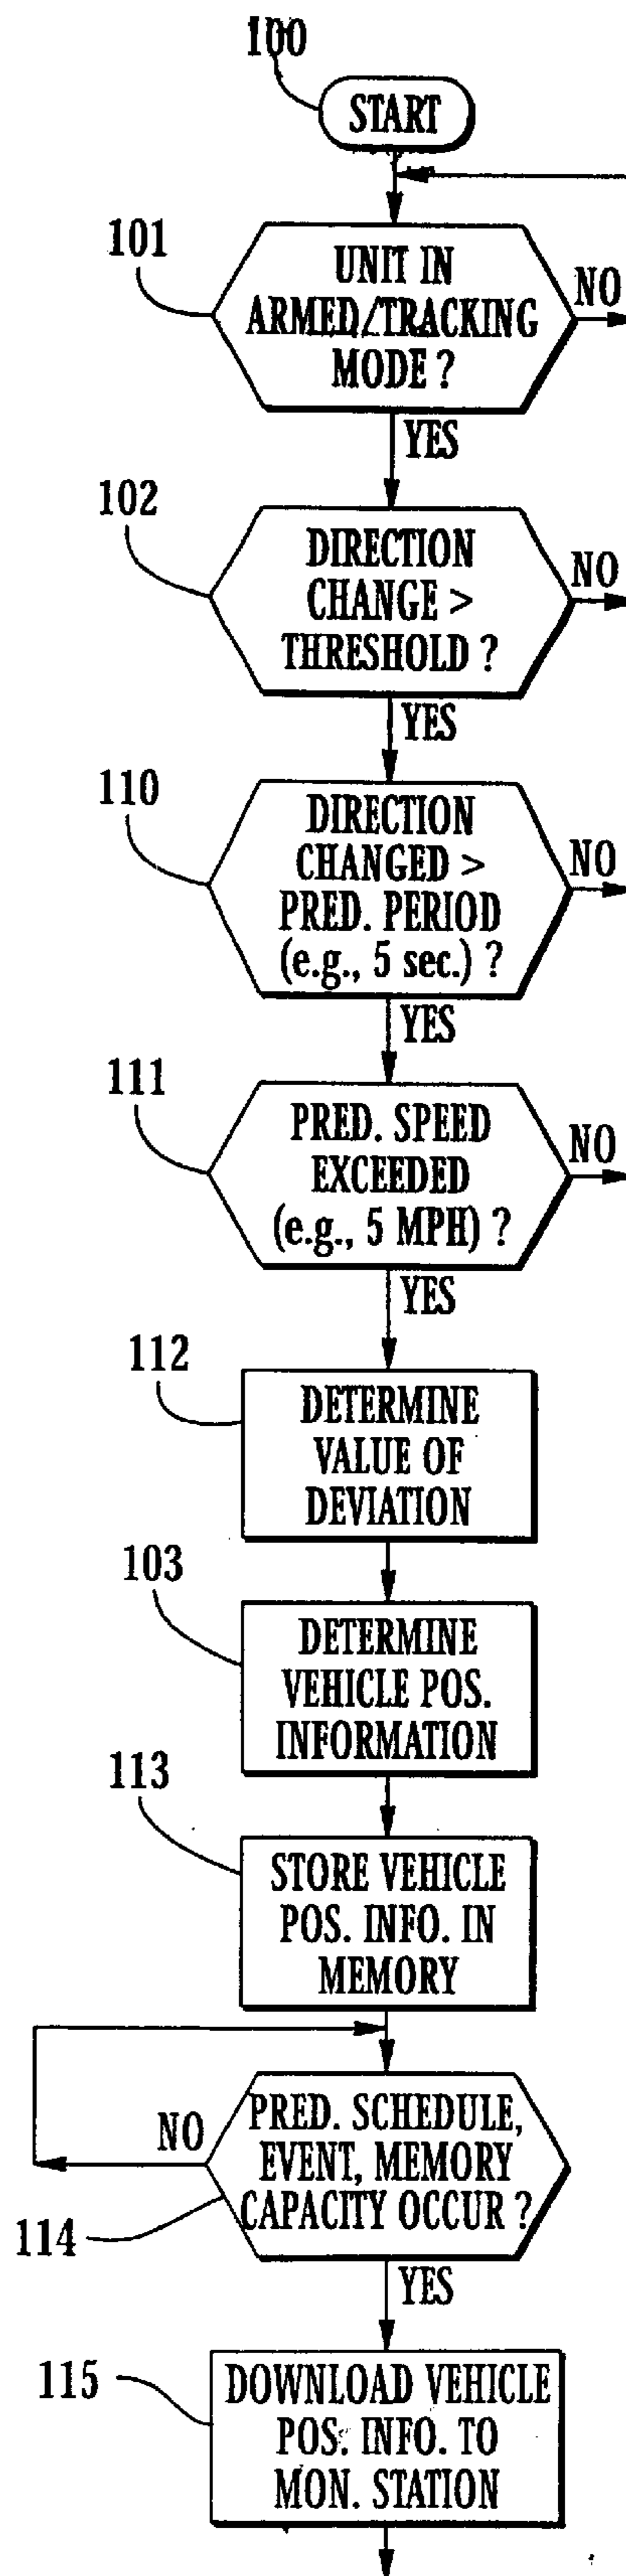 100
START
101
UNIT IN
ARMED/TRACKING
MODE ?
NO
YES
102
DIRECTION
CHANGE >
THRESHOLD ?
NO
YES
110
DIRECTION
CHANGED >
PRED. PERIOD
(e.g., 5 sec.) ?
NO
YES
111
PRED. SPEED
EXCEEDED
(e.g., 5 MPH) ?
NO
YES
112
DETERMINE
VALUE OF
DEVIATION
103
DETERMINE
VEHICLE POS.
INFORMATION
113
STORE VEHICLE
POS. INFO. IN
MEMORY
NO
PRED. SCHEDULE,
EVENT, MEMORY
CAPACITY OCCUR ?
114
YES
115
DOWNLOAD VEHICLE
POS. INFO. TO
MON. STATION